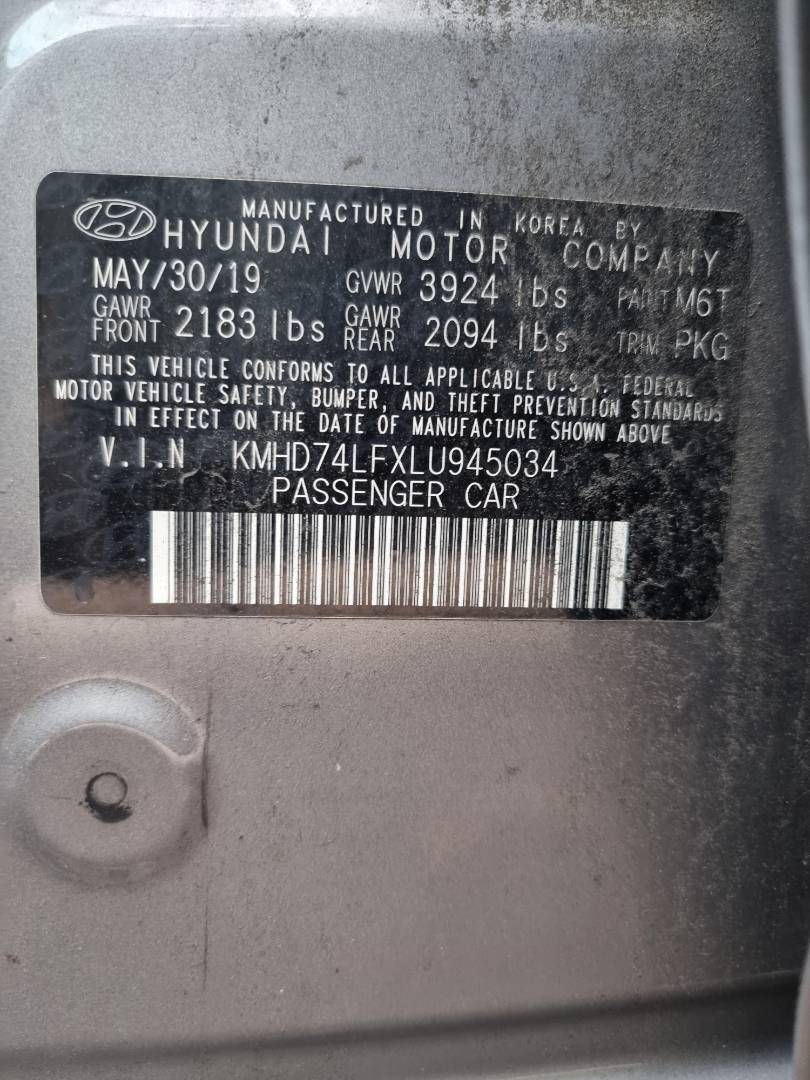 MANUFACTURED IN KOREA BY
HYUNDAI MOTOR COMPANY
MAY/30/19 GVWR 3924 lbs PAINT M6T
GAWR FRONT 2183 lbs GAWR REAR 2094 lbs TRIM PKG
THIS VEHICLE CONFORMS TO ALL APPLICABLE U.S.A. FEDERAL
MOTOR VEHICLE SAFETY, BUMPER, AND THEFT PREVENTION STANDARDS
IN EFFECT ON THE DATE OF MANUFACTURE SHOWN ABOVE
V.I.N KMHD74LFXLU945034
PASSENGER CAR